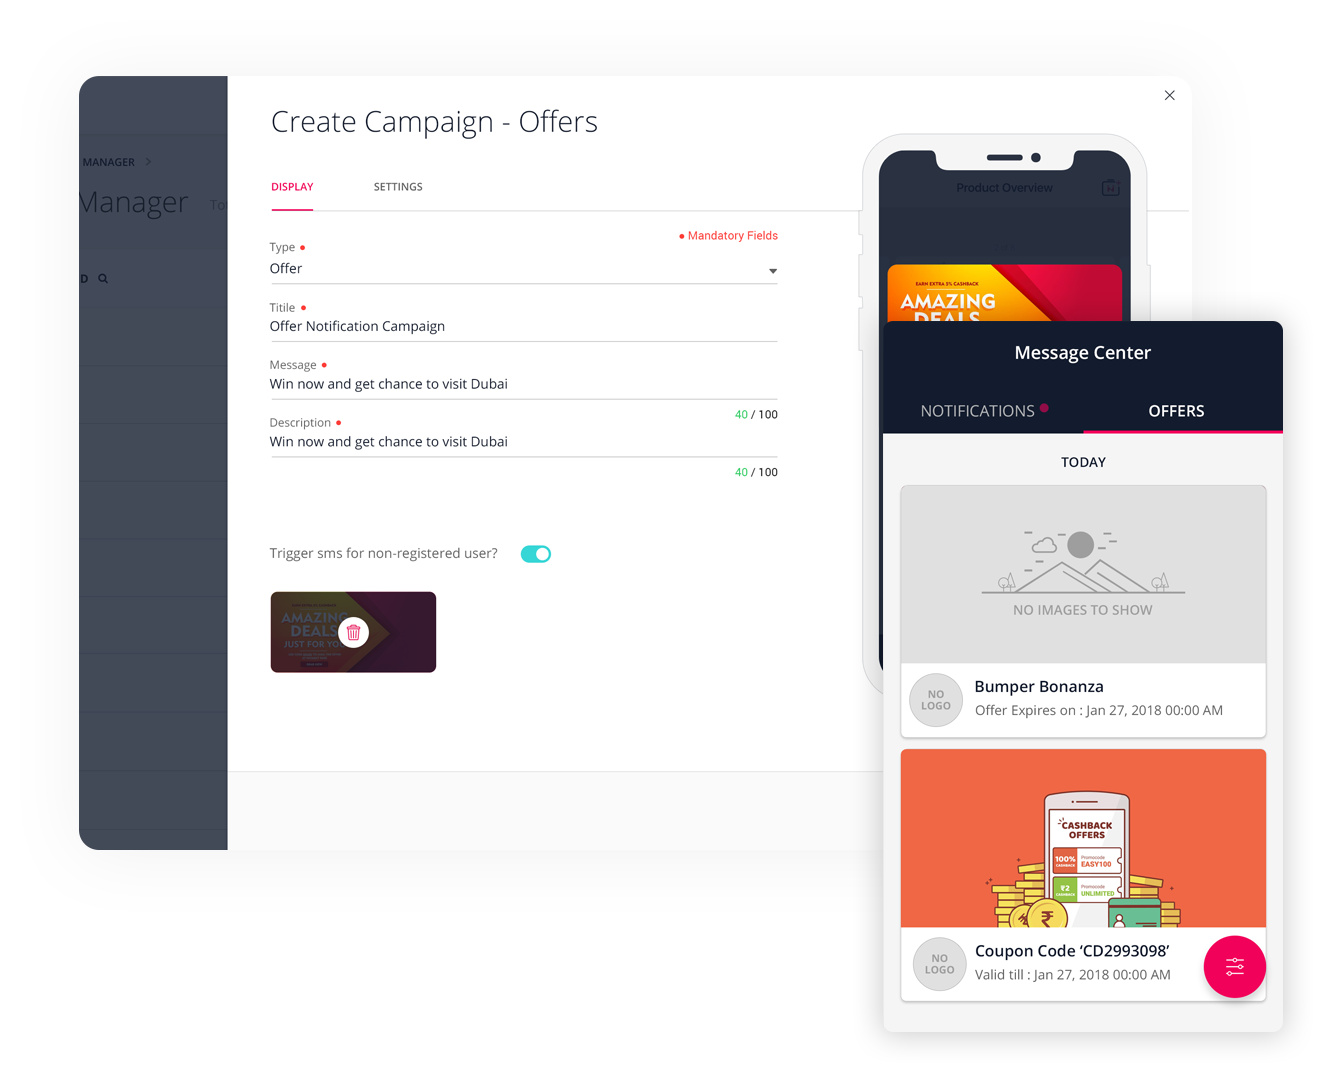 MANAGER >
Manager
To
D
Create Campaign - Offers
DISPLAY
SETTINGS
Mandatory Fields
Type
Offer
Titile
Offer Notification Campaign
Message
Win now and get chance to visit Dubai
40 / 100
Description
Win now and get chance to visit Dubai
40 / 100
Trigger sms for non-registered user?
AMAZING
DEALS
JUST FOR YOU
Product Overview
EARN EXTRA 5% CASHBACK
AMAZING
DEALS
Message Center
NOTIFICATIONS
OFFERS
TODAY
NO IMAGES TO SHOW
NO
LOGO
Bumper Bonanza
Offer Expires on : Jan 27, 2018 00:00 AM
CASHBACK
OFFERS
100%
CASHBACK
Promocode
EASY100
₹2
CASHBACK
Promocode
UNLIMITED
₹
NO
LOGO
Coupon Code ‘CD2993098’
Valid till : Jan 27, 2018 00:00 AM